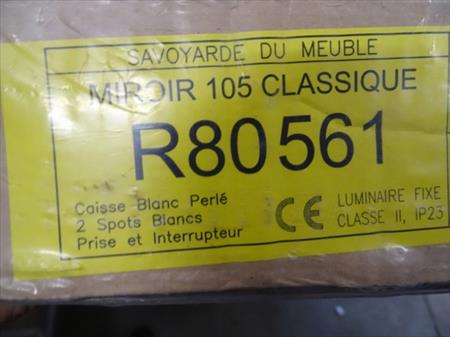 SAVOYARDE DU MEUBLE
MIROIR 105 CLASSIQUE
R80561
Caisse Blanc Perlé
2 Spots Blancs
Prise et Interrupteur
CE
LUMINAIRE FIXE
CLASSE II, IP23